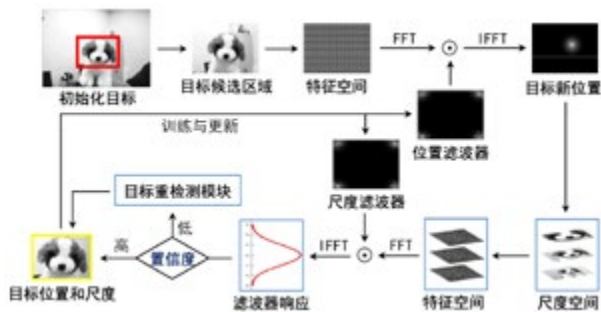 FFT
IFFT
初始化目标
目标候选区域
特征空间
目标新位置
训练与更新
位置滤波器
尺度滤波器
目标重检测模块
低
高
置信度
IFFT
FFT
目标位置和尺度
滤波器响应
特征空间
尺度空间